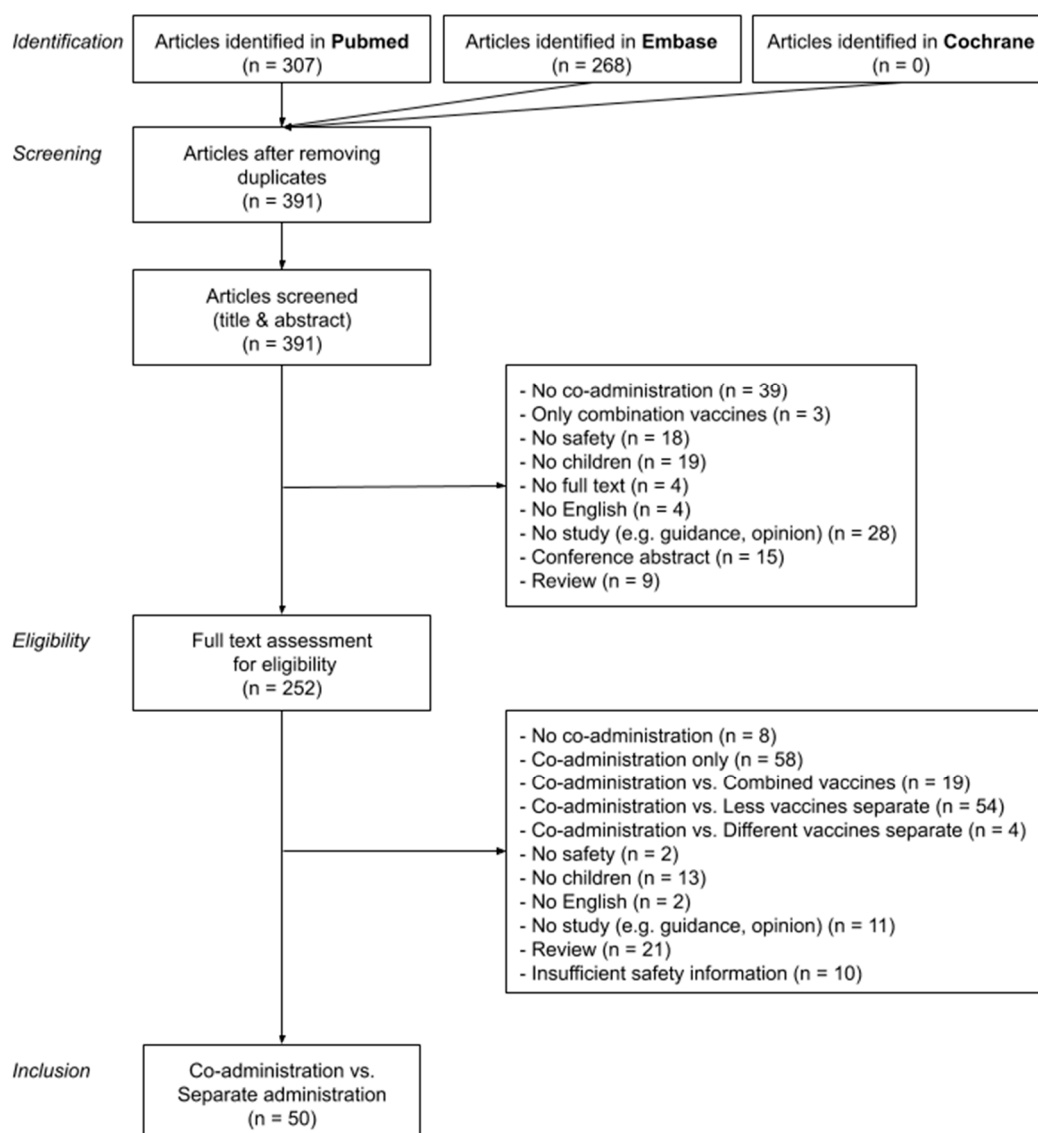 Identification
Articles identified in Pubmed
(n = 307)
Articles identified in Embase
(n = 268)
Articles identified in Cochrane
(n = 0)
Screening
Articles after removing
duplicates
(n = 391)
Articles screened
(title & abstract)
(n = 391)
- No co-administration (n = 39)
- Only combination vaccines (n = 3)
- No safety (n = 18)
- No children (n = 19)
- No full text (n = 4)
- No English (n = 4)
- No study (e.g. guidance, opinion) (n = 28)
- Conference abstract (n = 15)
- Review (n = 9)
Eligibility
Full text assessment
for eligibility
(n = 252)
- No co-administration (n = 8)
- Co-administration only (n = 58)
- Co-administration vs. Combined vaccines (n = 19)
- Co-administration vs. Less vaccines separate (n = 54)
- Co-administration vs. Different vaccines separate (n = 4)
- No safety (n = 2)
- No children (n = 13)
- No English (n = 2)
- No study (e.g. guidance, opinion) (n = 11)
- Review (n = 21)
- Insufficient safety information (n = 10)
Inclusion
Co-administration vs.
Separate administration
(n = 50)